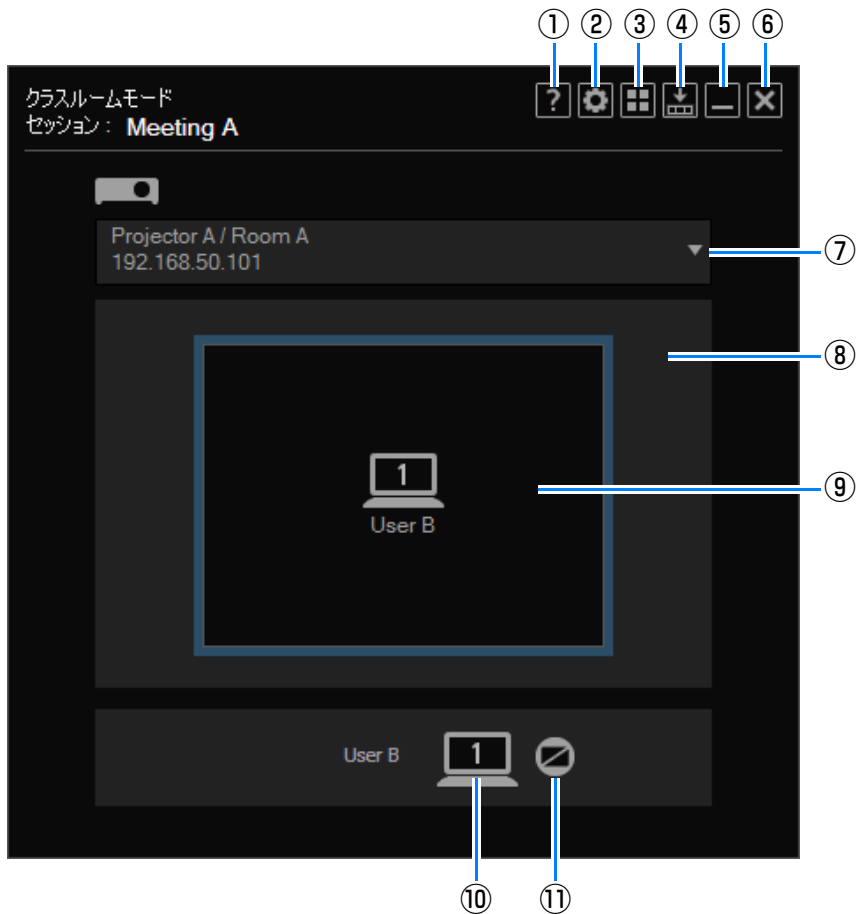 ① ② ③ ④ ⑤ ⑥
?
クラスルームモード
セッション： Meeting A
Projector A / Room A
192.168.50.101
⑦
⑧
1
User B
⑨
User B
1
⑩ ⑪